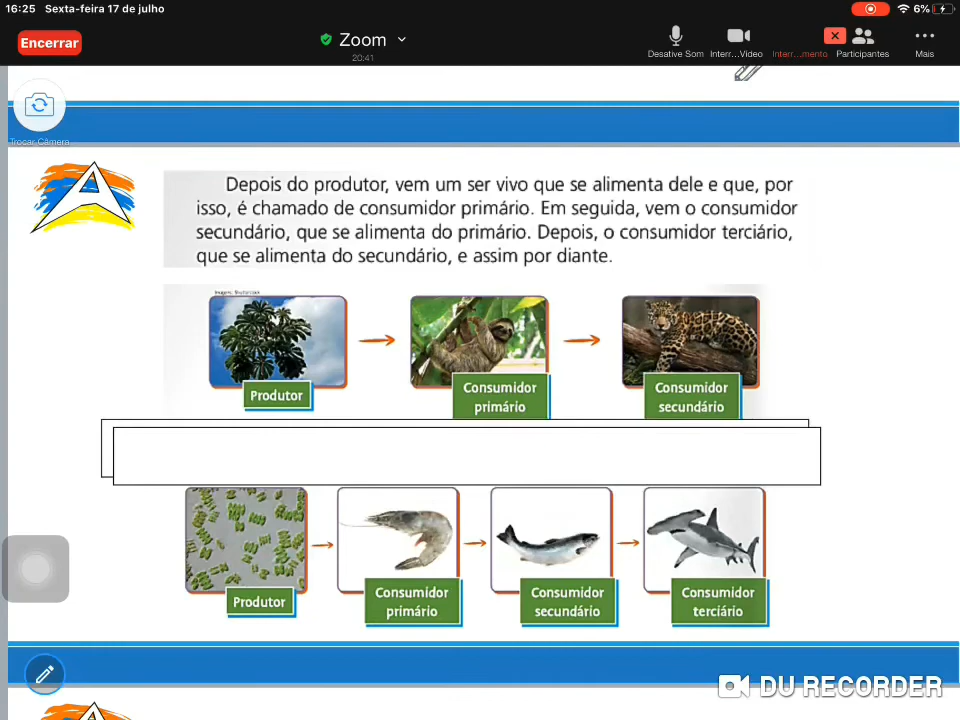 16:25 Sexta-feira 17 de julho
6%
Encerrar
Zoom
20:41
Desative Som
Interr...Vídeo
Interr...mento
Participantes
Mais
Trocar Câmera
Depois do produtor, vem um ser vivo que se alimenta dele e que, por
isso, é chamado de consumidor primário. Em seguida, vem o consumidor
secundário, que se alimenta do primário. Depois, o consumidor terciário,
que se alimenta do secundário, e assim por diante.
Produtor
Consumidor
primário
Consumidor
secundário
Produtor
Consumidor
primário
Consumidor
secundário
Consumidor
terciário
DU RECORDER